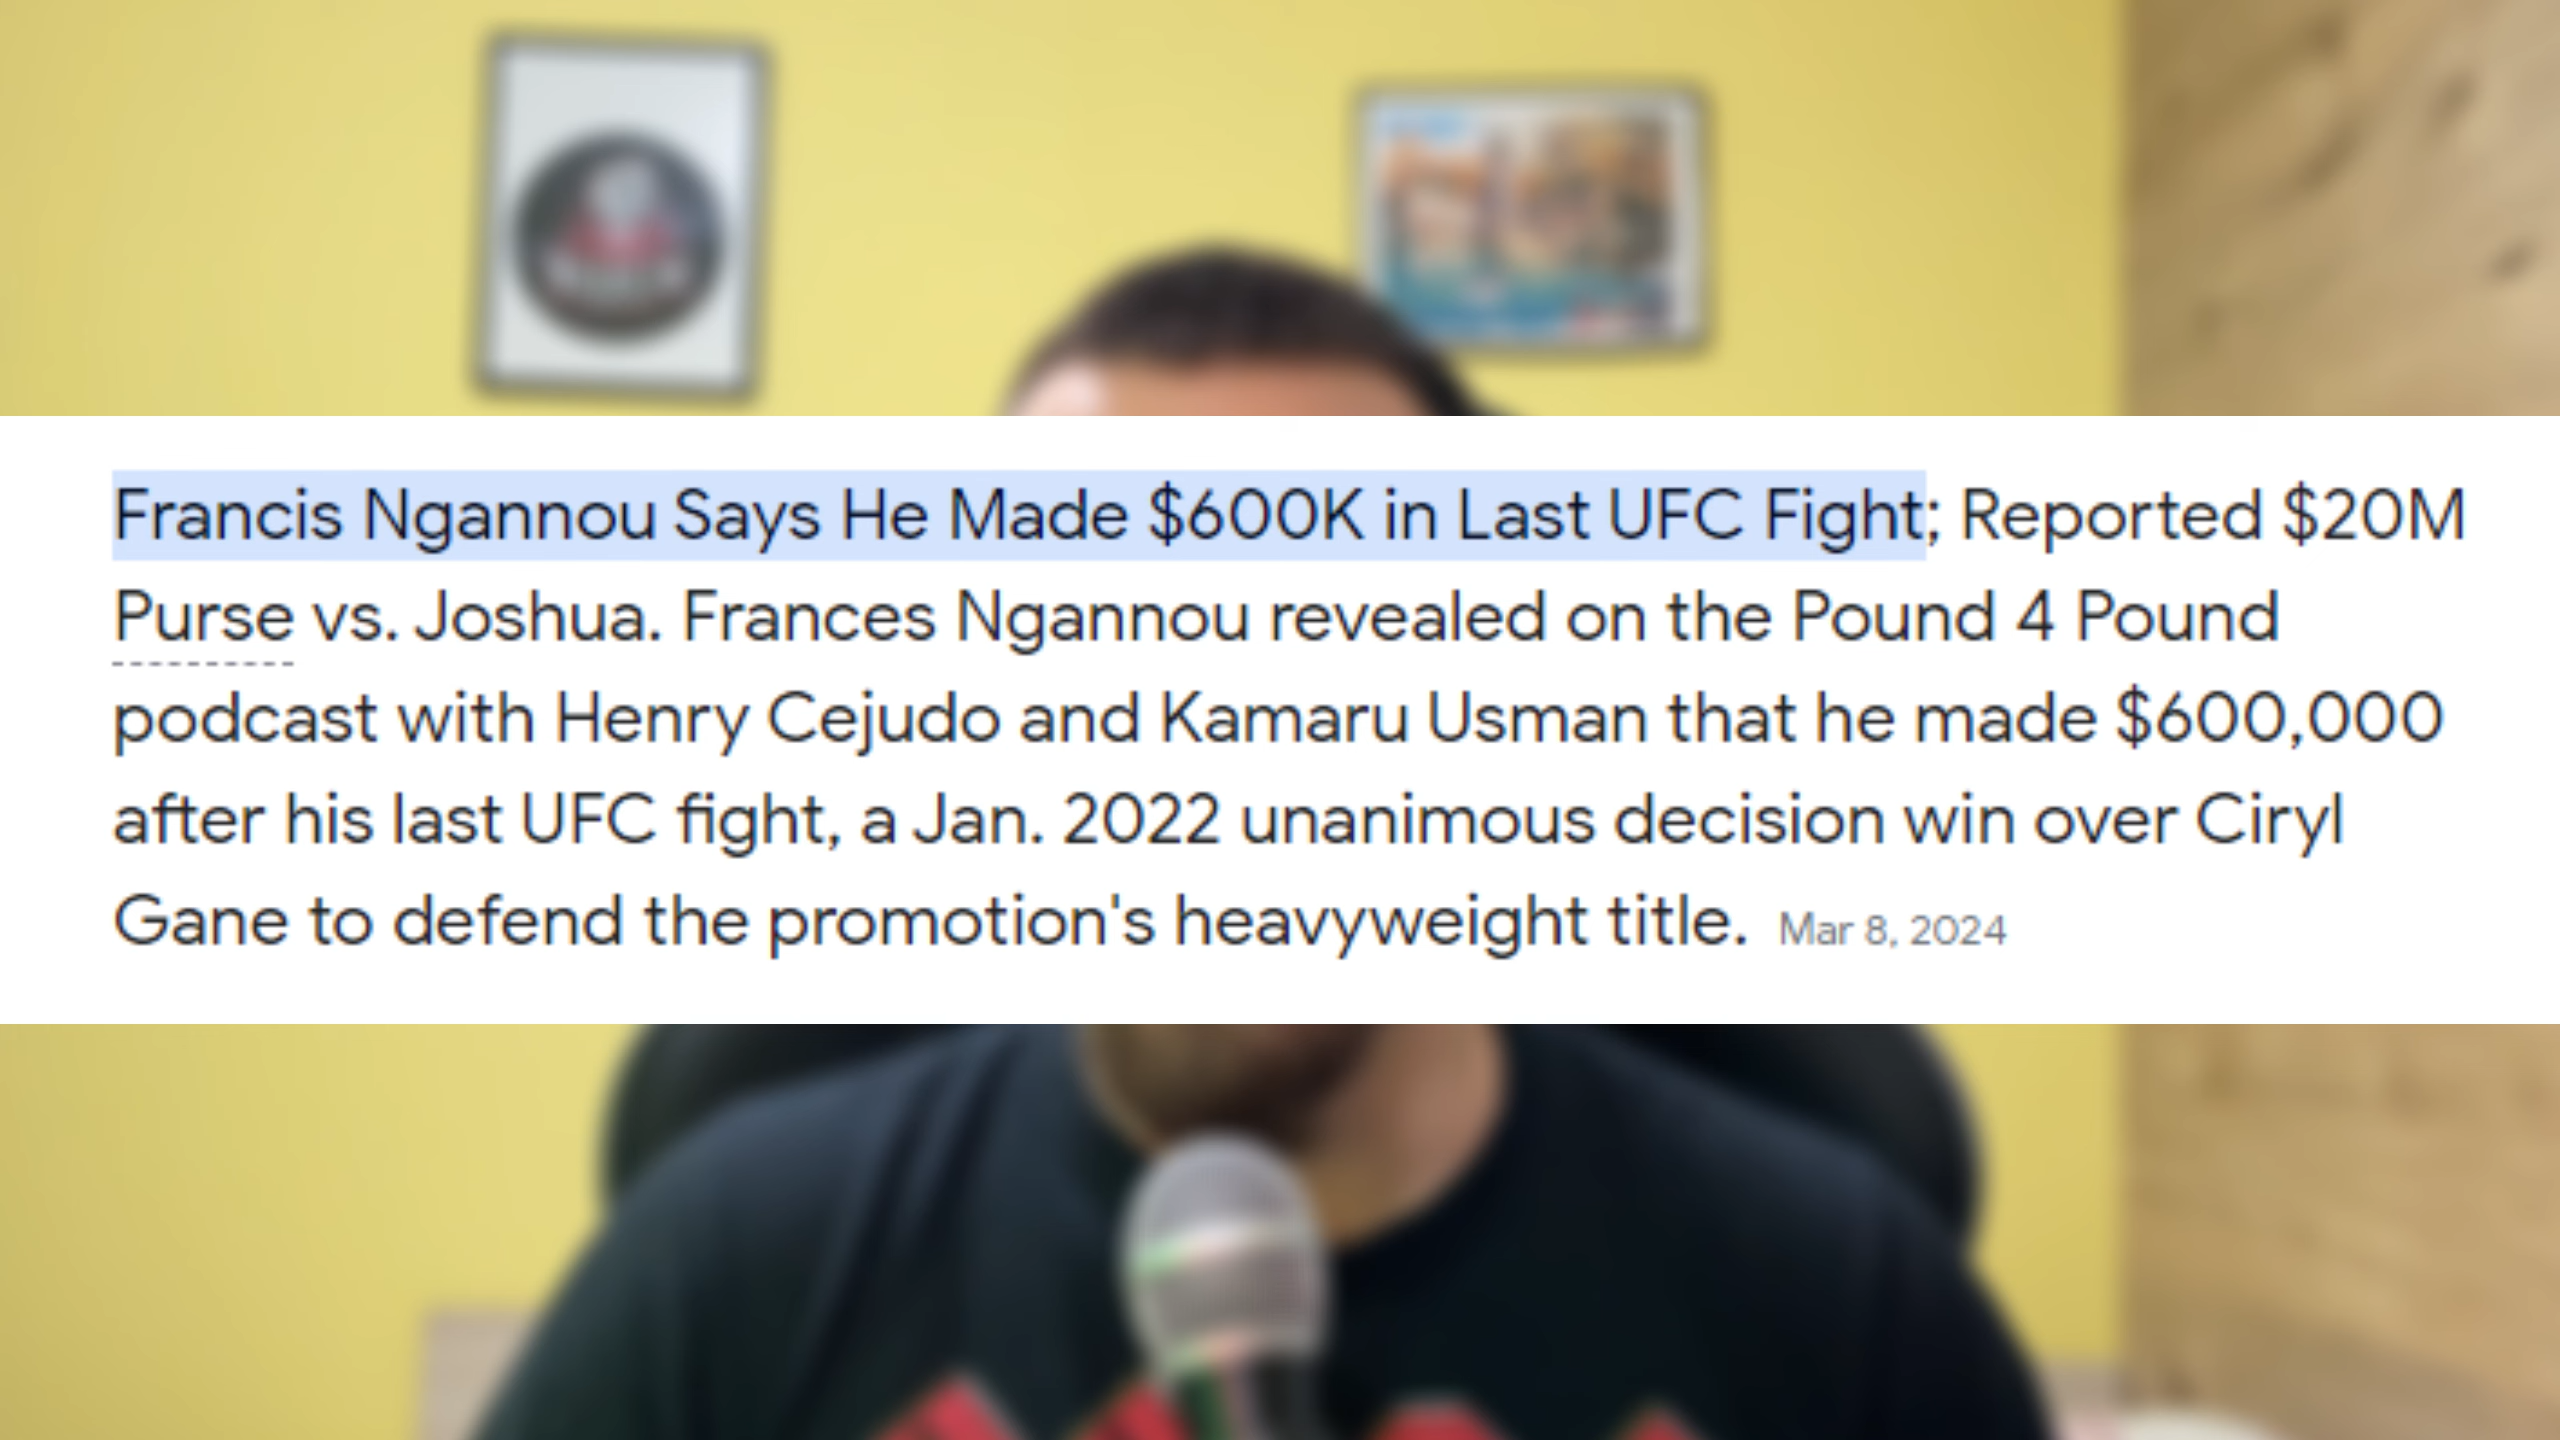 Francis Ngannou Says He Made $600K in Last UFC Fight; Reported $20M
Purse vs. Joshua. Frances Ngannou revealed on the Pound 4 Pound
podcast with Henry Cejudo and Kamaru Usman that he made $600,000
after his last UFC fight, a Jan. 2022 unanimous decision win over Ciryl
Gane to defend the promotion's heavyweight title. Mar 8, 2024